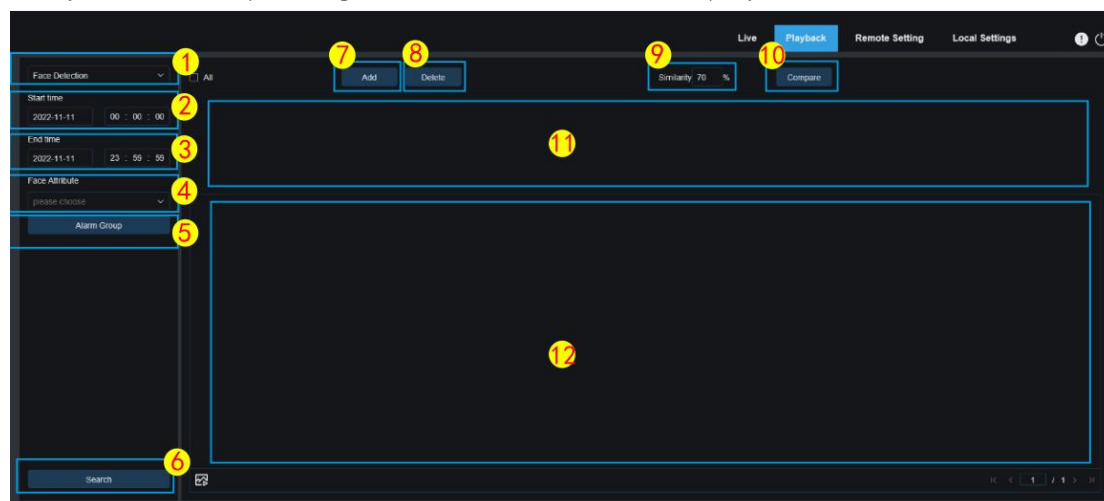 Live Playback Remote Setting Local Settings
1 7 8 9 10
Face Detection All Add Delete Similarity 70 % Compare
Start time
2022-11-11 00 : 00 : 00 2
End time
2022-11-11 23 : 59 : 59 3
11
Face Attribute
please choose 4
Alarm Group 5
12
6
Search 1 / 1